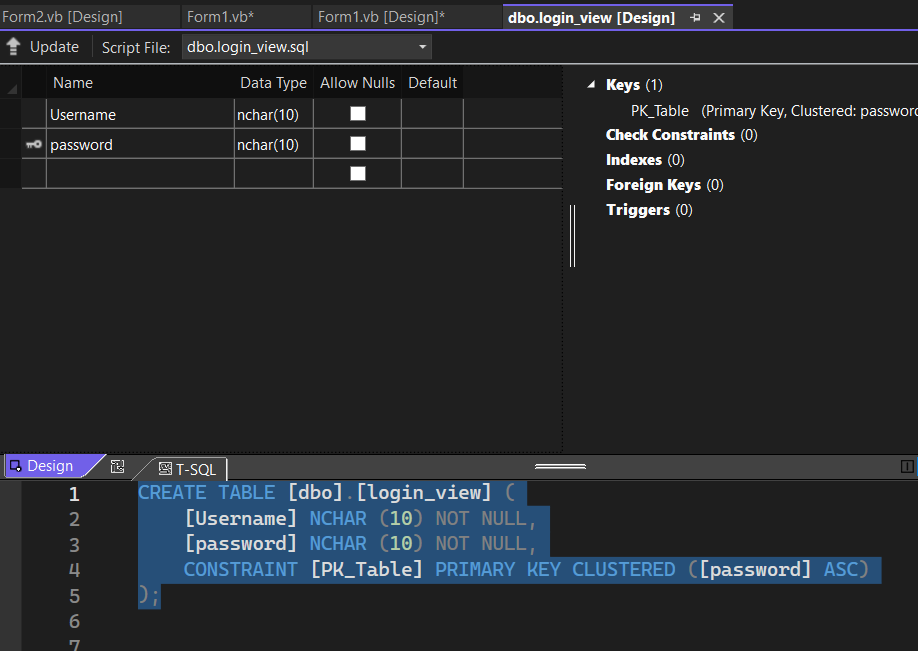 Form2.vb [Design] Form1.vb* Form1.vb [Design]* dbo.login_view [Design]
Update Script File: dbo.login_view.sql
Name Data Type Allow Nulls Default
Username nchar(10)
password nchar(10)
Keys (1)
PK_Table (Primary Key, Clustered: password
Check Constraints (0)
Indexes (0)
Foreign Keys (0)
Triggers (0)
Design T-SQL
1 CREATE TABLE [dbo].[login_view] (
2 [Username] NCHAR (10) NOT NULL,
3 [password] NCHAR (10) NOT NULL,
4 CONSTRAINT [PK_Table] PRIMARY KEY CLUSTERED ([password] ASC)
5 );
6
7